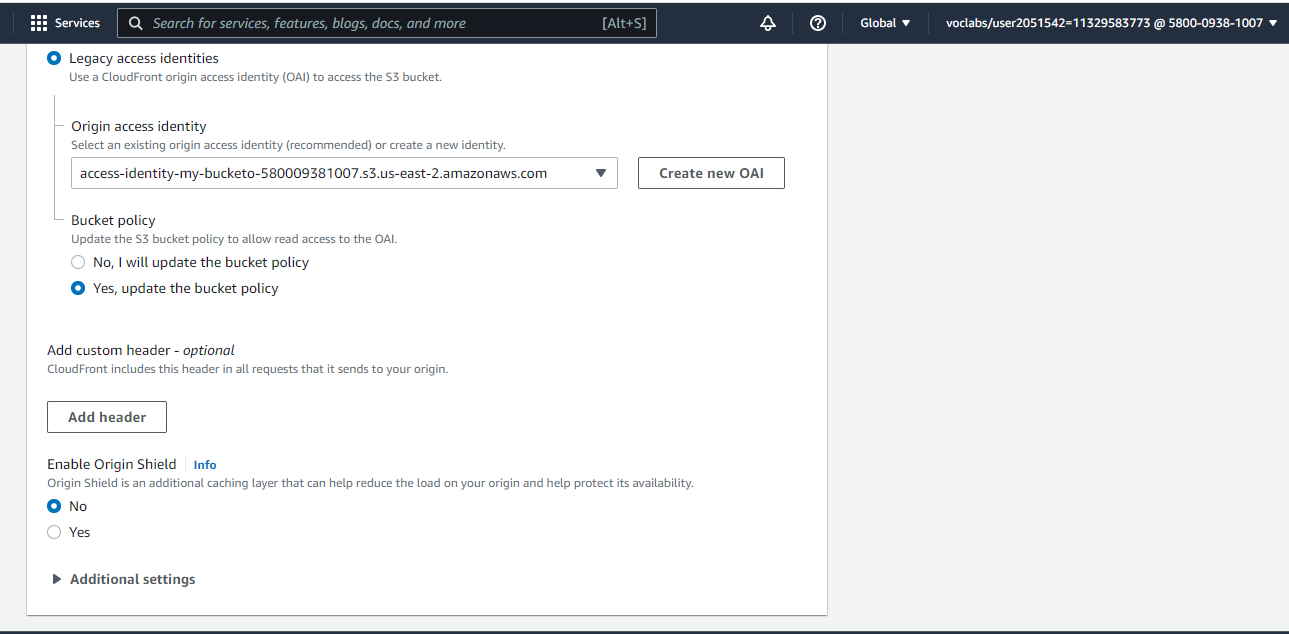 Services Search for services, features, blogs, docs, and more [Alt+S] Global voclabs/user2051542=11329583773 @ 5800-0938-1007
Legacy access identities
Use a CloudFront origin access identity (OAI) to access the S3 bucket.
Origin access identity
Select an existing origin access identity (recommended) or create a new identity.
access-identity-my-bucketo-580009381007.s3.us-east-2.amazonaws.com Create new OAI
Bucket policy
Update the S3 bucket policy to allow read access to the OAI.
No, I will update the bucket policy
Yes, update the bucket policy
Add custom header - optional
CloudFront includes this header in all requests that it sends to your origin.
Add header
Enable Origin Shield Info
Origin Shield is an additional caching layer that can help reduce the load on your origin and help protect its availability.
No
Yes
Additional settings